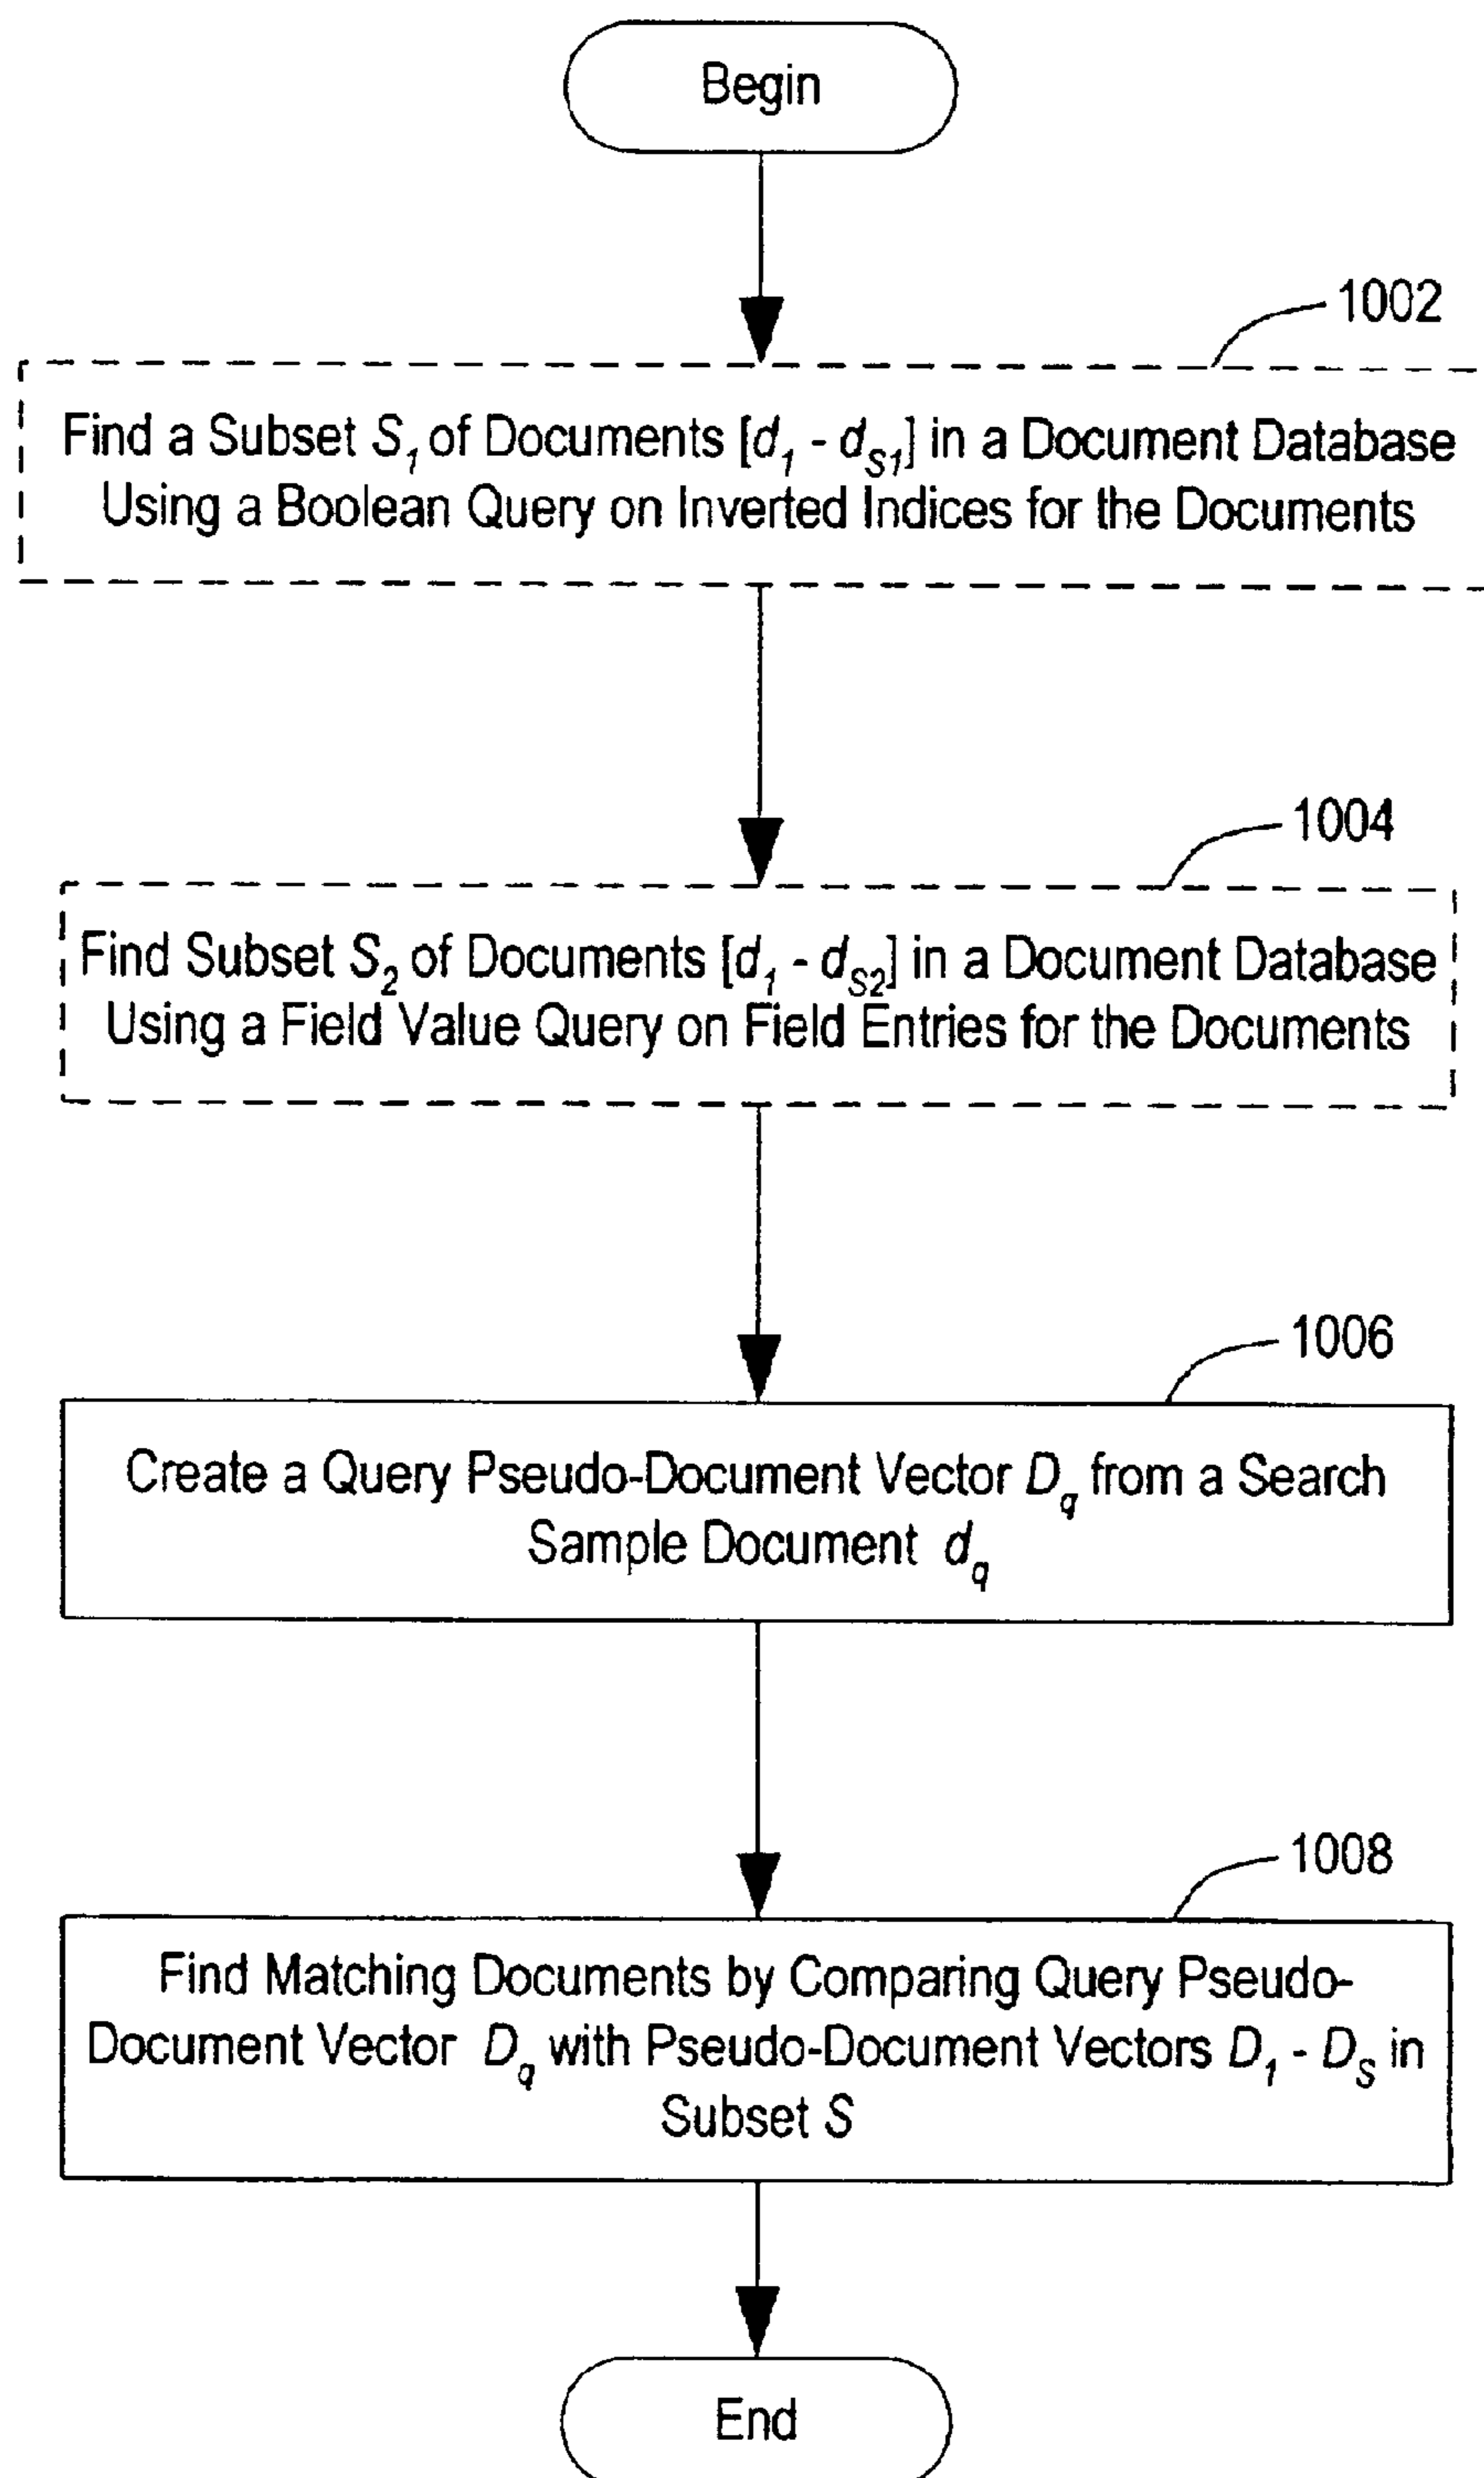 Begin
1002
Find a Subset S1 of Documents [d1 - dS1] in a Document Database
Using a Boolean Query on Inverted Indices for the Documents
1004
Find Subset S2 of Documents [d1 - dS2] in a Document Database
Using a Field Value Query on Field Entries for the Documents
1006
Create a Query Pseudo-Document Vector Dq from a Search
Sample Document dq
1008
Find Matching Documents by Comparing Query Pseudo-
Document Vector Dq with Pseudo-Document Vectors D1 - DS in
Subset S
End